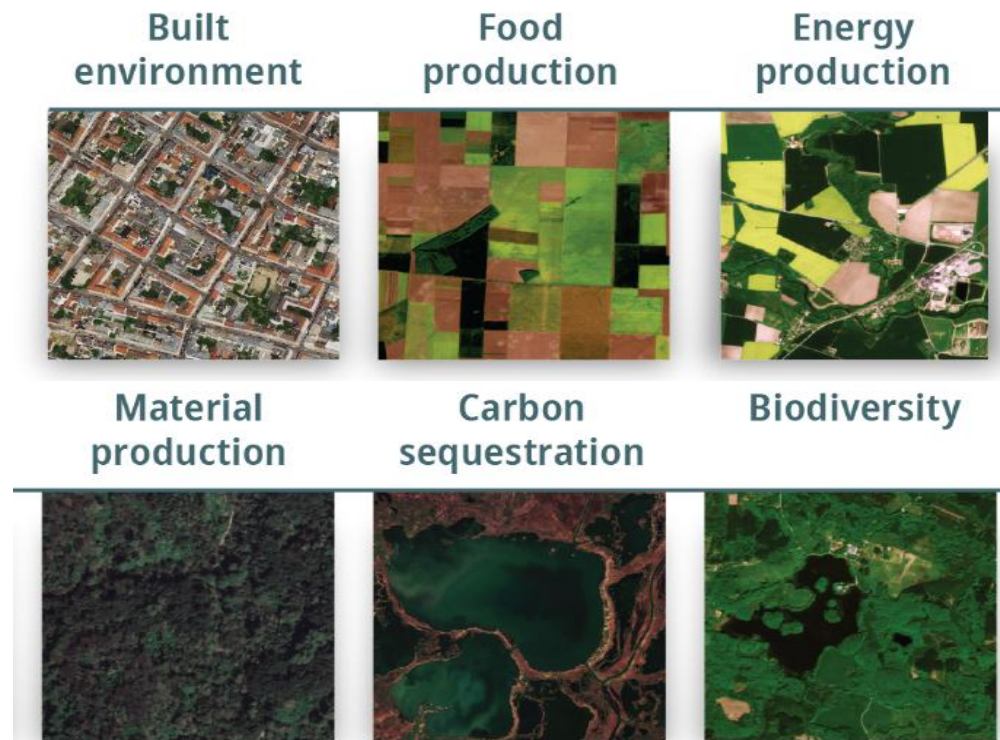 Built
environment
Food
production
Energy
production
Material
production
Carbon
sequestration
Biodiversity